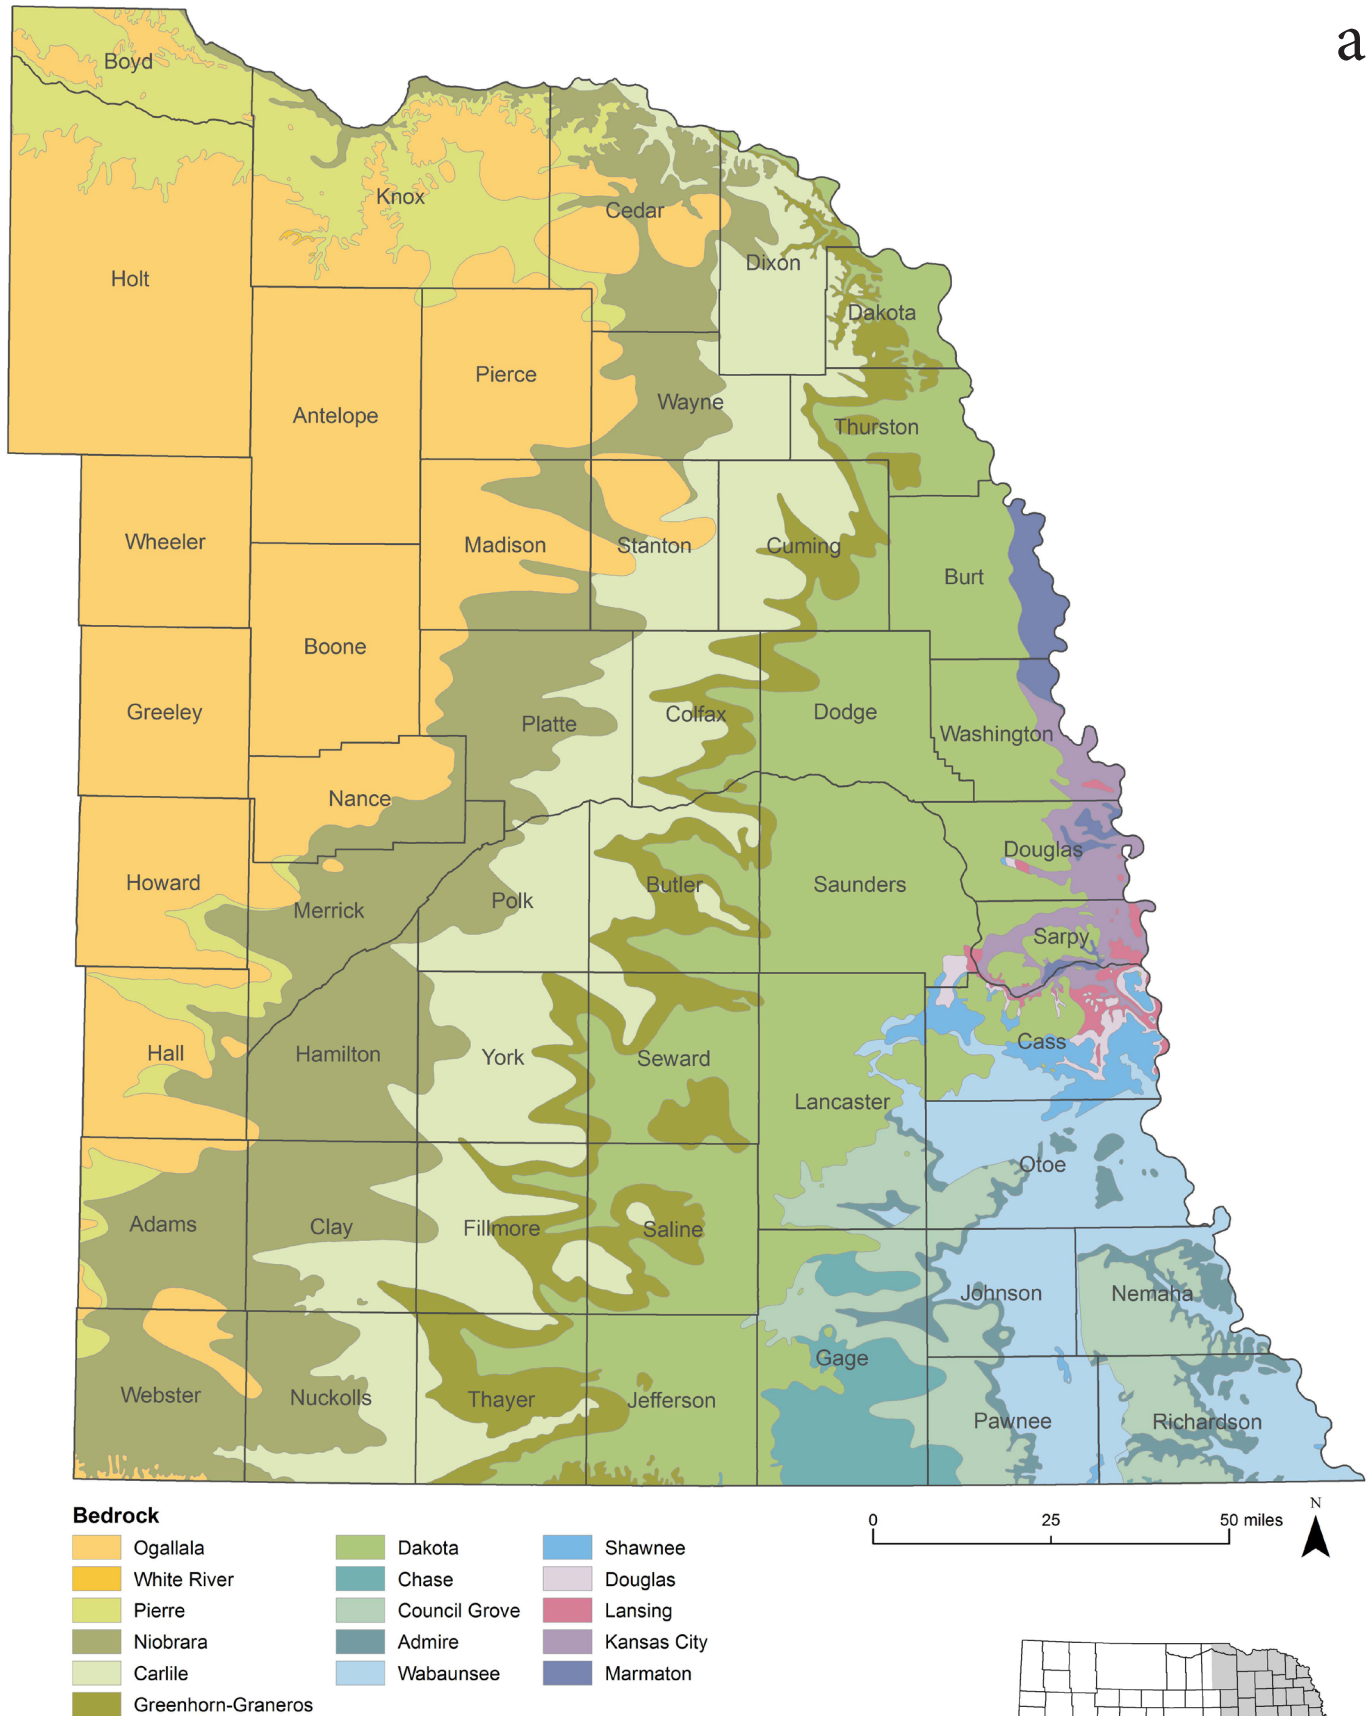 a
Boyd
Knox
Cedar
Holt
Dixon
Dakota
Pierce
Wayne
Antelope
Thurston
Wheeler
Madison
Stanton
Cuming
Burt
Boone
Greeley
Platte
Colfax
Dodge
Washington
Nance
Douglas
Howard
Merrick
Polk
Butler
Saunders
Sarpy
Hall
Hamilton
York
Seward
Cass
Lancaster
Otoe
Adams
Clay
Fillmore
Saline
Johnson
Nemaha
Gage
Webster
Nuckolls
Thayer
Jefferson
Pawnee
Richardson
Bedrock
Ogallala
White River
Pierre
Niobrara
Carlile
Greenhorn-Graneros
Dakota
Chase
Council Grove
Admire
Wabaunsee
Shawnee
Douglas
Lansing
Kansas City
Marmaton
0 25 50 miles
N